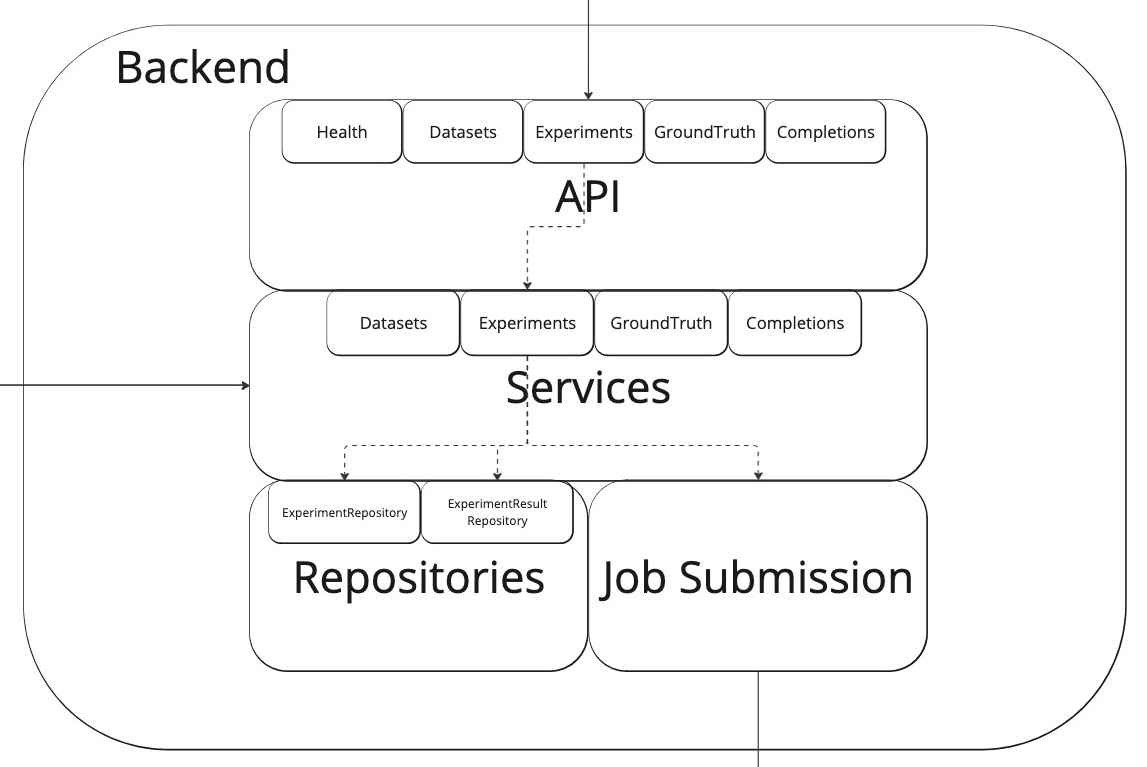 Backend
Health
Datasets
Experiments
GroundTruth
Completions
API
Datasets
Experiments
GroundTruth
Completions
Services
ExperimentRepository
ExperimentResult
Repository
Repositories
Job Submission